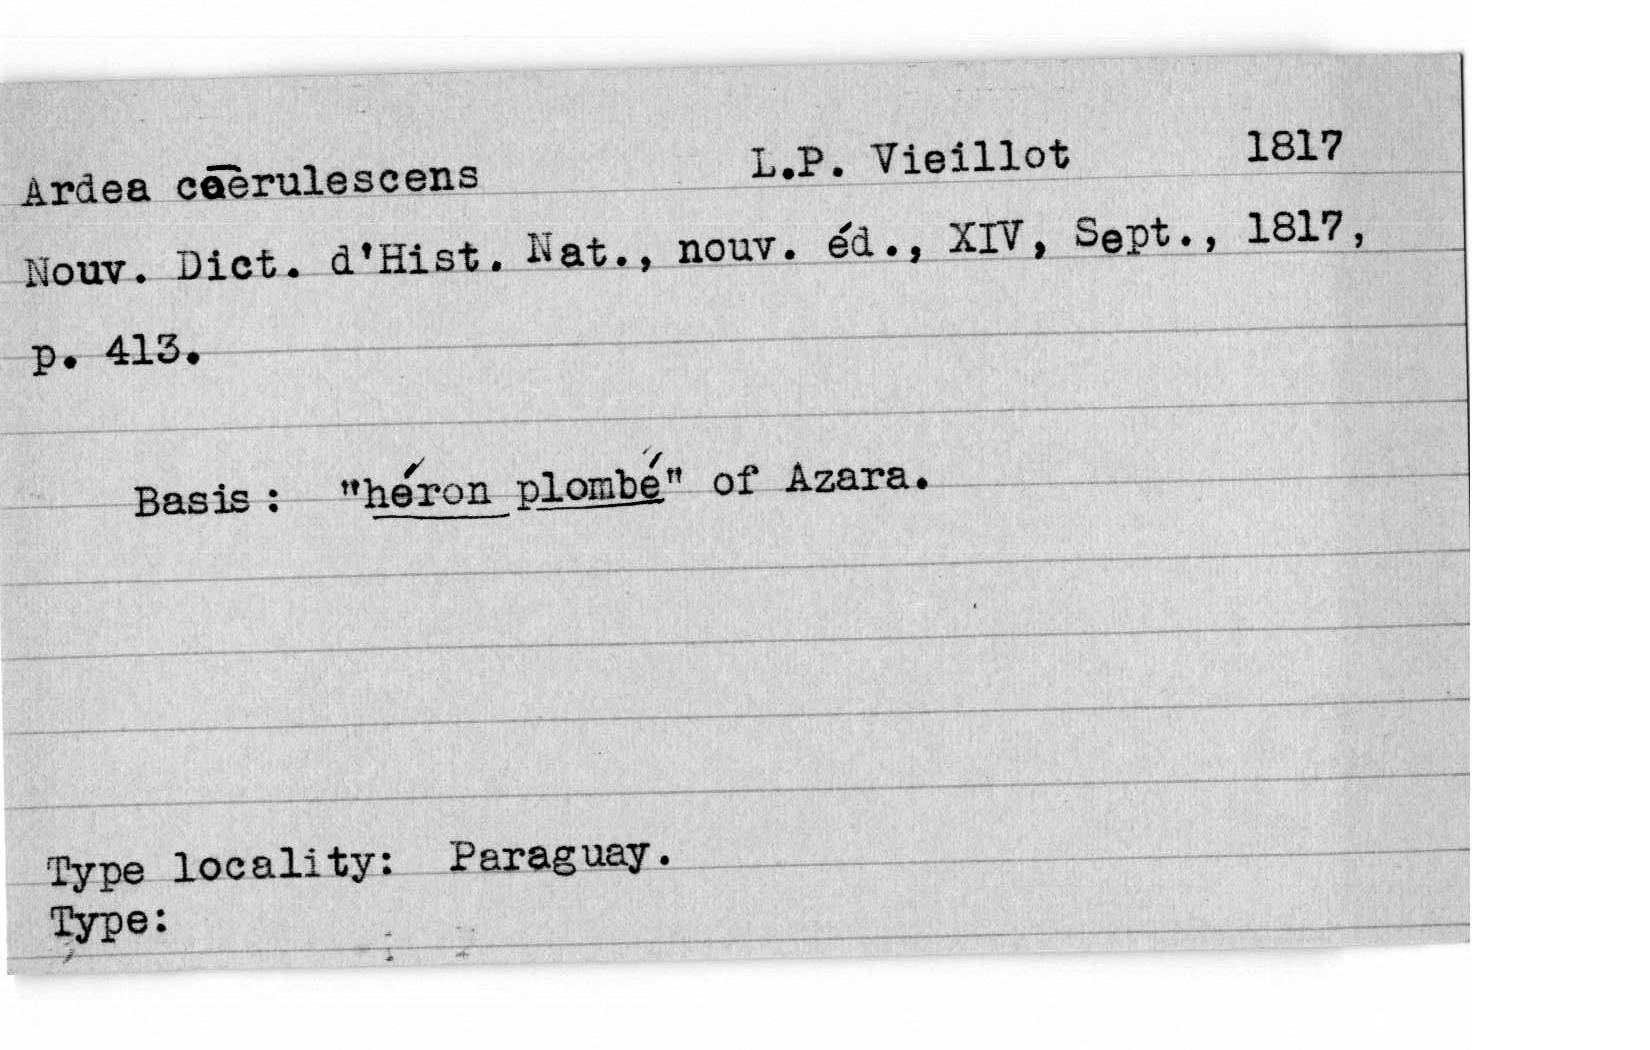 Ardea caerulescens L.P. Vieillot 1817
Nouv. Dict. d'Hist. Nat., nouv. éd., XIV, Sept., 1817,
p. 413.
Basis: "héron plombé" of Azara.
Type locality: Paraguay.
Type: